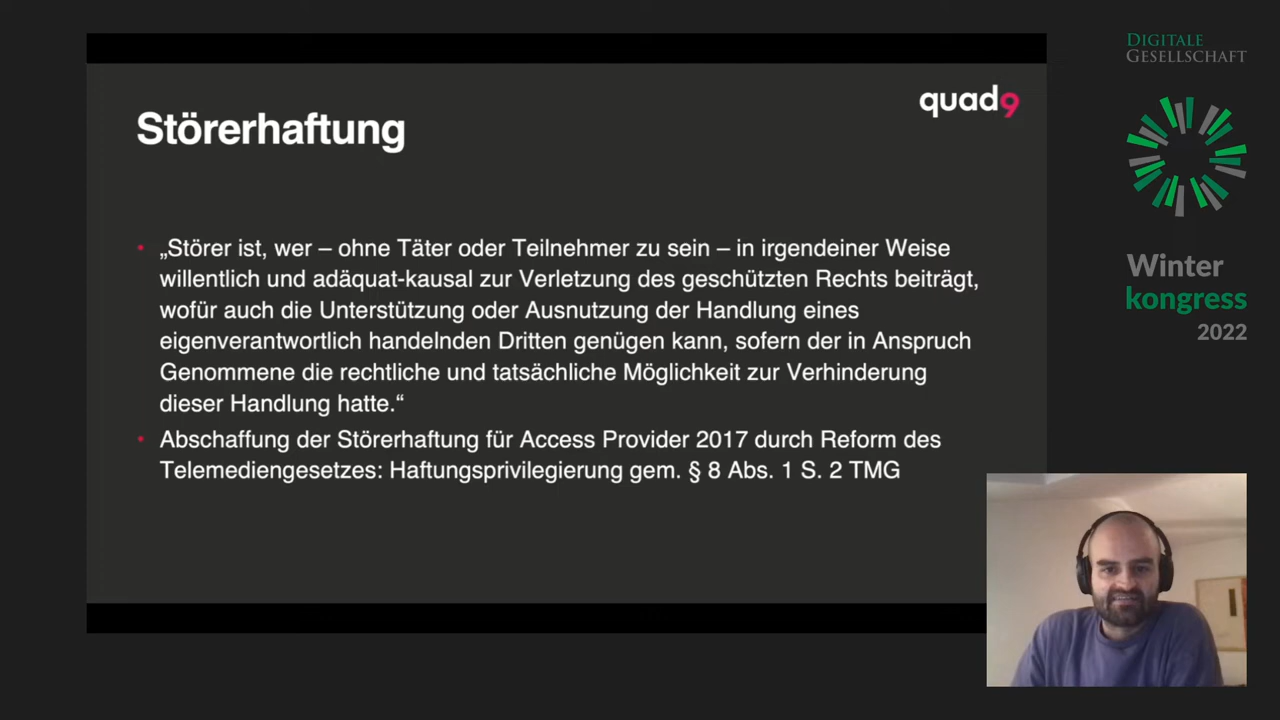 DIGITALE
GESELLSCHAFT
quad9
Störerhaftung
• „Störer ist, wer – ohne Täter oder Teilnehmer zu sein – in irgendeiner Weise
willentlich und adäquat-kausal zur Verletzung des geschützten Rechts beiträgt,
wofür auch die Unterstützung oder Ausnutzung der Handlung eines
eigenverantwortlich handelnden Dritten genügen kann, sofern der in Anspruch
Genommene die rechtliche und tatsächliche Möglichkeit zur Verhinderung
dieser Handlung hatte.“
• Abschaffung der Störerhaftung für Access Provider 2017 durch Reform des
Telemediengesetzes: Haftungsprivilegierung gem. § 8 Abs. 1 S. 2 TMG
Winter
kongress
2022